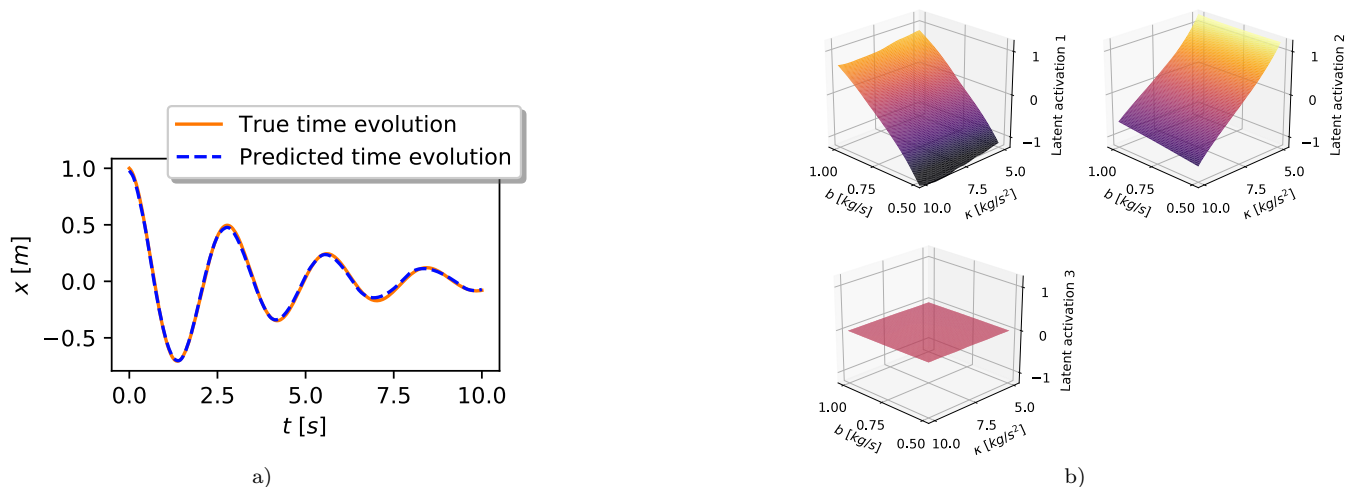 True time evolution
Predicted time evolution
1.0
0.5
0.0
−0.5
x [m]
0.0 2.5 5.0 7.5 10.0
t [s]
a)
1
0
−1
Latent activation 1
1.00 0.75 0.50
b [kg/s]
10.0 7.5 5.0
κ [kg/s²]
1
0
−1
Latent activation 2
1.00 0.75 0.50
b [kg/s]
10.0 7.5 5.0
κ [kg/s²]
1
0
−1
Latent activation 3
1.00 0.75 0.50
b [kg/s]
10.0 7.5 5.0
κ [kg/s²]
b)